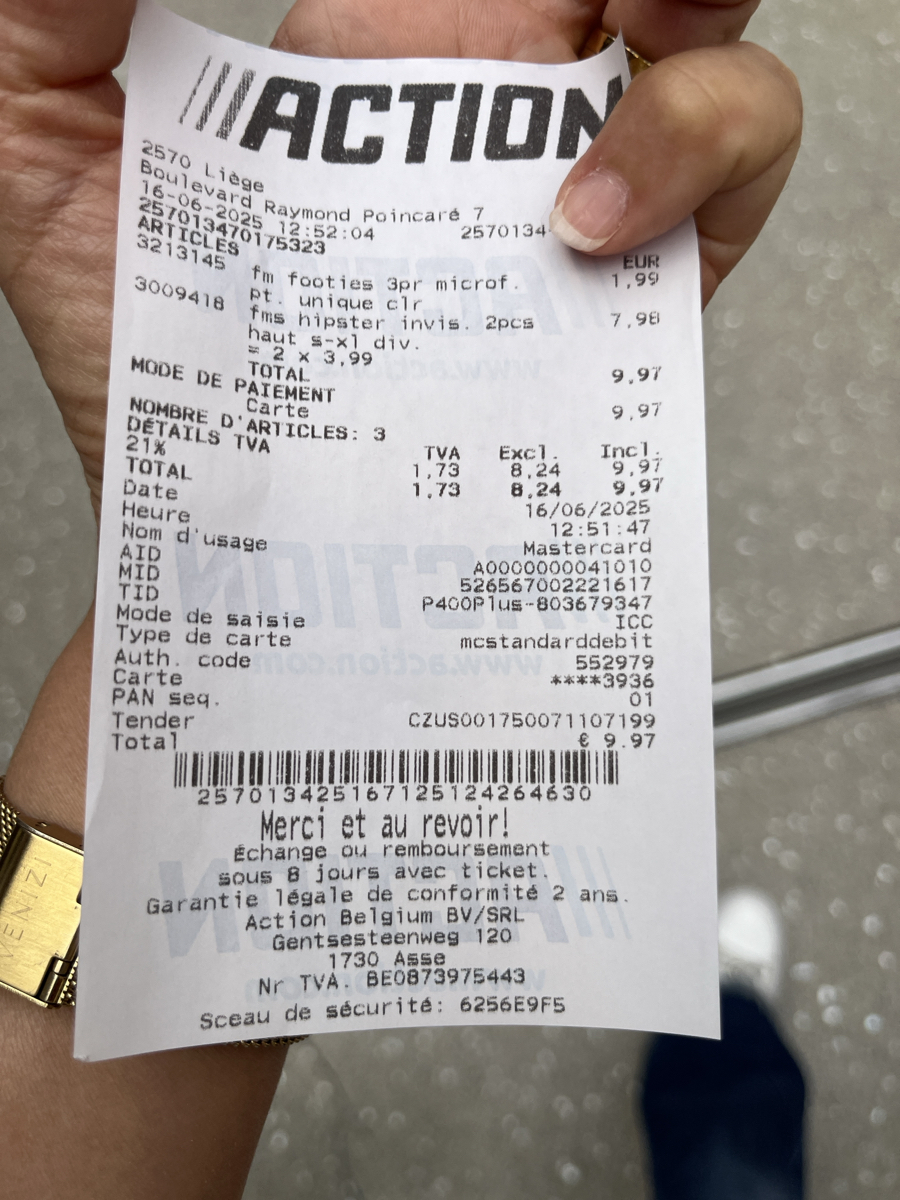 ACTION
2570 Liège
Boulevard Raymond Poincaré 7
16-06-2025 12:52:04 2570134
257013470175323
ARTICLES EUR
3213145 fm footies 3pr microf. 1,99
pt. unique clr
3009418 fms hipster invis. 2pcs 7,98
haut s-xl div.
= 2 x 3,99
TOTAL 9,97
MODE DE PAIEMENT
Carte 9,97
NOMBRE D'ARTICLES: 3
DÉTAILS TVA TVA Excl. Incl.
21% 1,73 8,24 9,97
TOTAL 1,73 8,24 9,97
Date 16/06/2025
Heure 12:51:47
Nom d'usage Mastercard
AID A0000000041010
MID 526567002221617
TID P400Plus-803679347
Mode de saisie ICC
Type de carte mcstandarddebit
Auth. code 552979
Carte ****3936
PAN seq. 01
Tender CZUS001750071107199
Total € 9.97
257013425167125124264630
Merci et au revoir!
Échange ou remboursement
sous 8 jours avec ticket.
Garantie légale de conformité 2 ans.
Action Belgium BV/SRL
Gentsesteenweg 120
1730 Asse
Nr TVA. BE0873975443
Sceau de sécurité: 6256E9F5
VENIZI